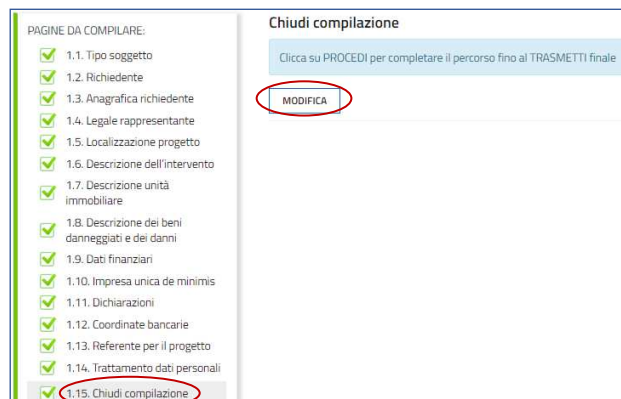 PAGINE DA COMPILARE:
1.1. Tipo soggetto
1.2. Richiedente
1.3. Anagrafica richiedente
1.4. Legale rappresentante
1.5. Localizzazione progetto
1.6. Descrizione dell'intervento
1.7. Descrizione unità
immobiliare
1.8. Descrizione dei beni
danneggiati e dei danni
1.9. Dati finanziari
1.10. Impresa unica de minimis
1.11. Dichiarazioni
1.12. Coordinate bancarie
1.13. Referente per il progetto
1.14. Trattamento dati personali
1.15. Chiudi compilazione
Chiudi compilazione
Clicca su PROCEDI per completare il percorso fino al TRASMETTI finale
MODIFICA